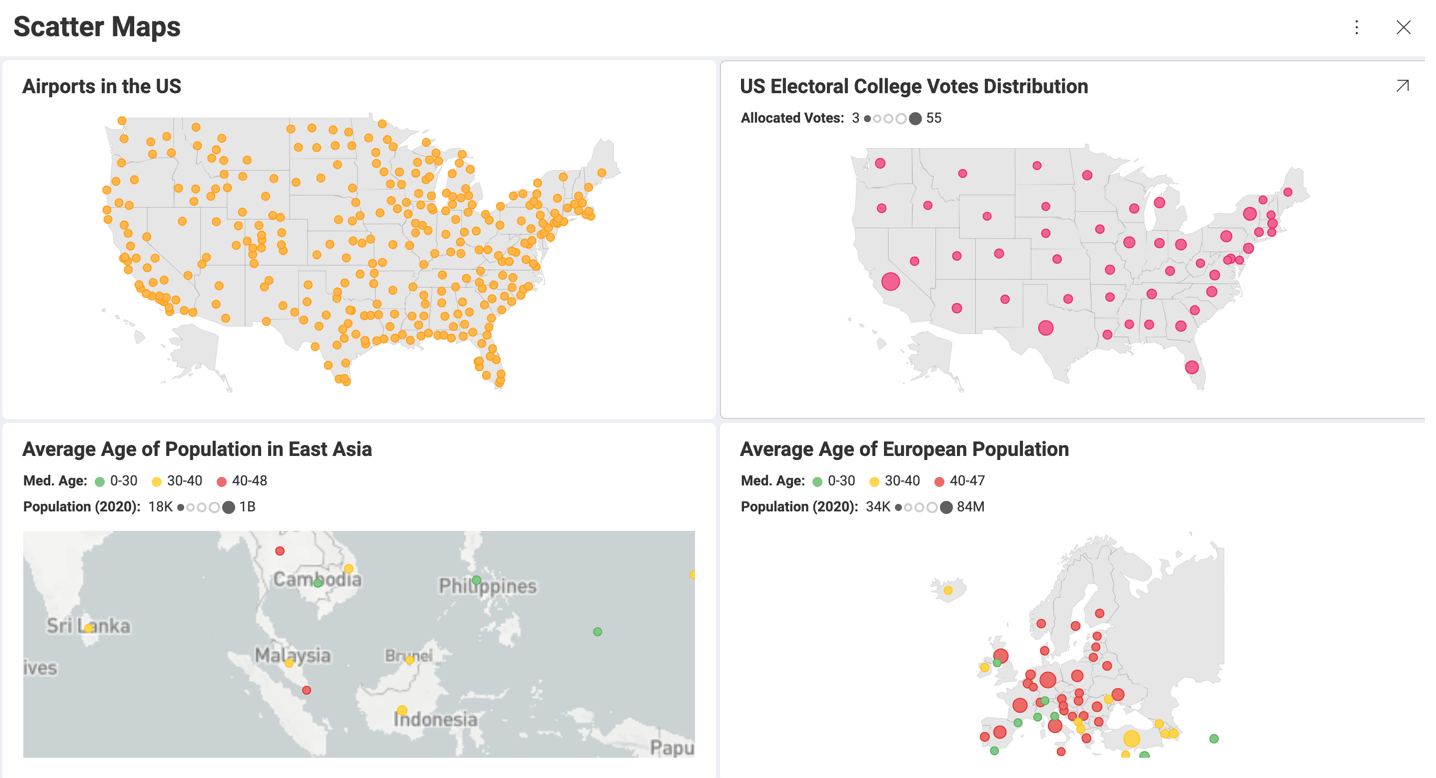 Scatter Maps
Airports in the US
US Electoral College Votes Distribution
Allocated Votes: 3 55
Average Age of Population in East Asia
Med. Age: 0-30 30-40 40-48
Population (2020): 18K 1B
Cambodia
Philippines
Sri Lanka
Malaysia
Brunei
ives
Indonesia
Papu
Average Age of European Population
Med. Age: 0-30 30-40 40-47
Population (2020): 34K 84M